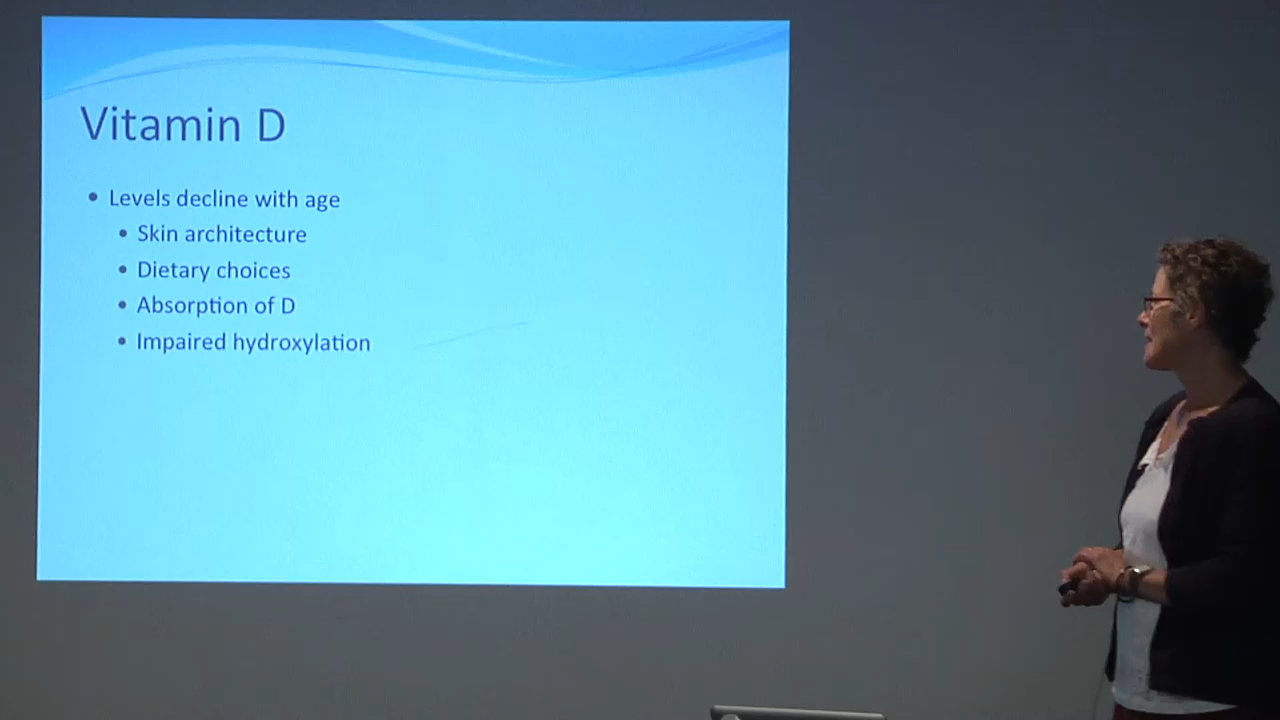 Vitamin D
• Levels decline with age
• Skin architecture
• Dietary choices
• Absorption of D
• Impaired hydroxylation